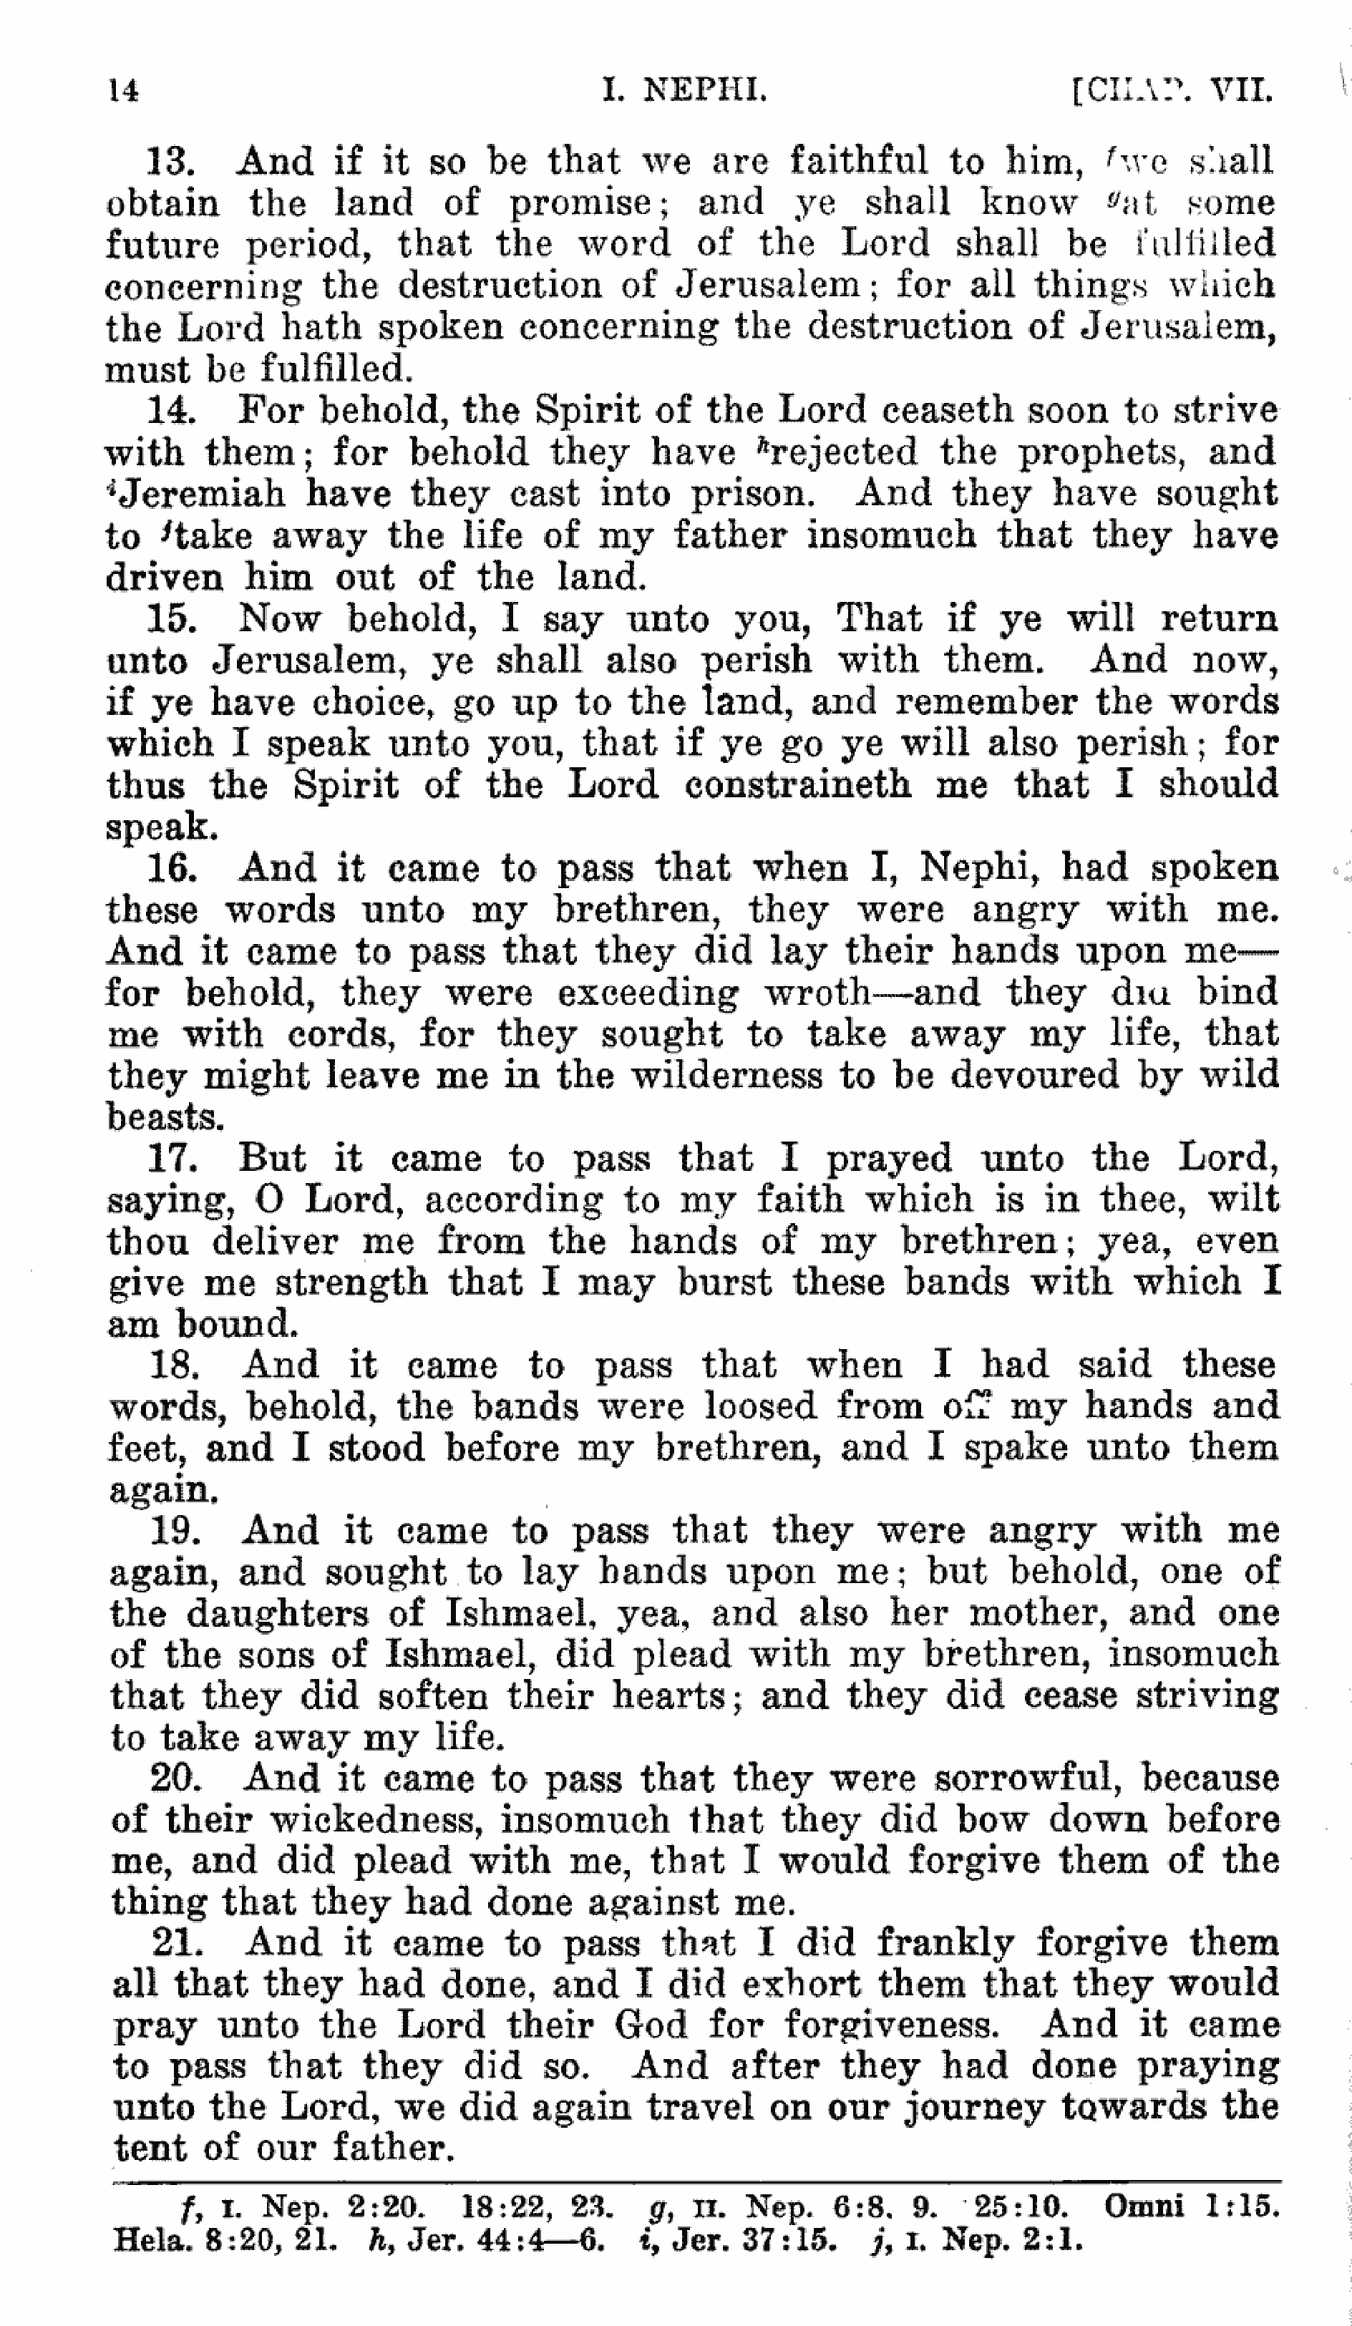 14 I. NEPHI. [CHAP. VII.
13. And if it so be that we are faithful to him, fwe shall
obtain the land of promise; and ye shall know gat some
future period, that the word of the Lord shall be fulfilled
concerning the destruction of Jerusalem; for all things which
the Lord hath spoken concerning the destruction of Jerusalem,
must be fulfilled.
14. For behold, the Spirit of the Lord ceaseth soon to strive
with them; for behold they have hrejected the prophets, and
iJeremiah have they cast into prison. And they have sought
to jtake away the life of my father insomuch that they have
driven him out of the land.
15. Now behold, I say unto you, That if ye will return
unto Jerusalem, ye shall also perish with them. And now,
if ye have choice, go up to the land, and remember the words
which I speak unto you, that if ye go ye will also perish; for
thus the Spirit of the Lord constraineth me that I should
speak.
16. And it came to pass that when I, Nephi, had spoken
these words unto my brethren, they were angry with me.
And it came to pass that they did lay their hands upon me—
for behold, they were exceeding wroth—and they did bind
me with cords, for they sought to take away my life, that
they might leave me in the wilderness to be devoured by wild
beasts.
17. But it came to pass that I prayed unto the Lord,
saying, O Lord, according to my faith which is in thee, wilt
thou deliver me from the hands of my brethren; yea, even
give me strength that I may burst these bands with which I
am bound.
18. And it came to pass that when I had said these
words, behold, the bands were loosed from off my hands and
feet, and I stood before my brethren, and I spake unto them
again.
19. And it came to pass that they were angry with me
again, and sought to lay hands upon me; but behold, one of
the daughters of Ishmael, yea, and also her mother, and one
of the sons of Ishmael, did plead with my brethren, insomuch
that they did soften their hearts; and they did cease striving
to take away my life.
20. And it came to pass that they were sorrowful, because
of their wickedness, insomuch that they did bow down before
me, and did plead with me, that I would forgive them of the
thing that they had done against me.
21. And it came to pass that I did frankly forgive them
all that they had done, and I did exhort them that they would
pray unto the Lord their God for forgiveness. And it came
to pass that they did so. And after they had done praying
unto the Lord, we did again travel on our journey towards the
tent of our father.
f, I. Nep. 2:20. 18:22, 23. g, II. Nep. 6:8. 9. 25:10. Omni 1:15.
Hela. 8:20, 21. h, Jer. 44:4—6. i, Jer. 37:15. j, I. Nep. 2:1.